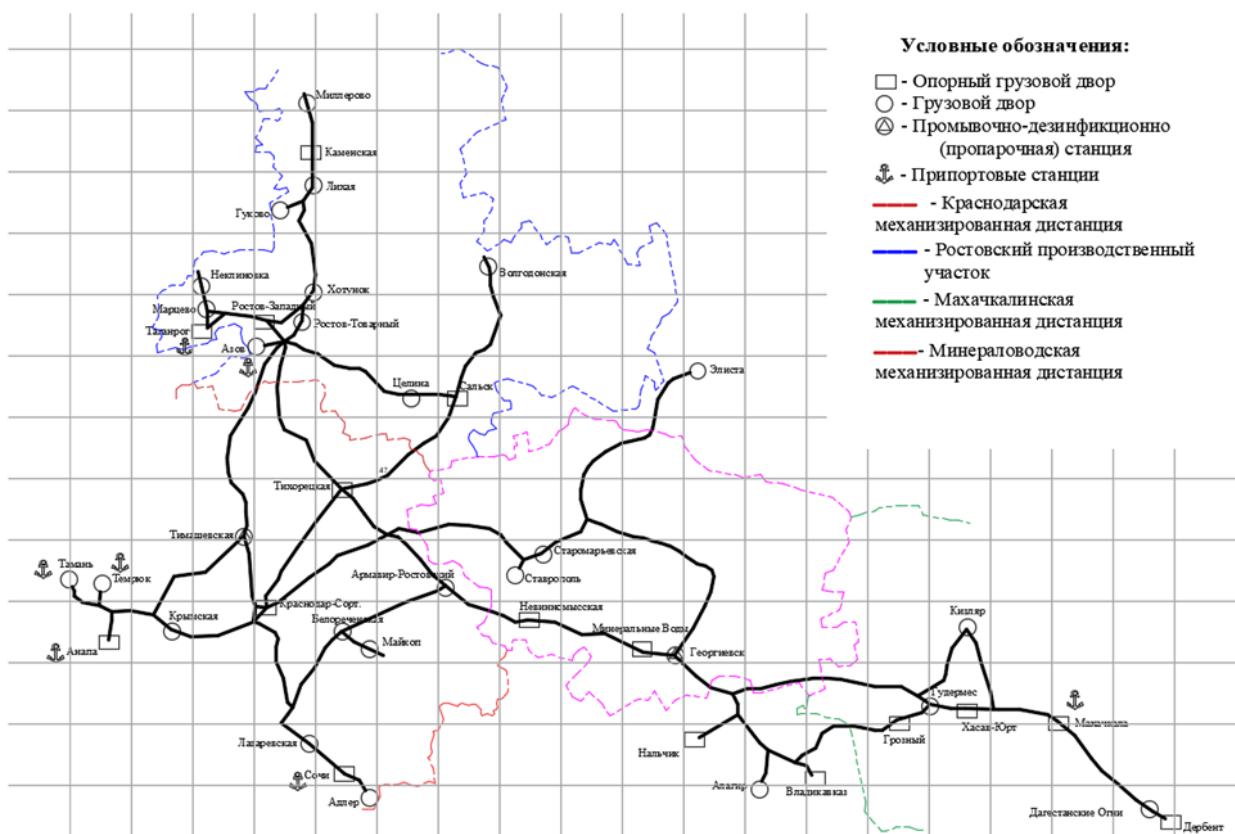 Условные обозначения:
- Опорный грузовой двор
- Грузовой двор
- Промывочно-дезинфикционно
(пропарочная) станция
- Припортовые станции
- Краснодарская
механизированная дистанция
- Ростовский производственный
участок
- Махачкалинская
механизированная дистанция
- Минераловодская
механизированная дистанция
Миллерово
Каменская
Лихая
Гуково
Неклиновка
Волгодонская
Хотунок
Марцево
Ростов-Западный
Ростов-Товарный
Таганрог
Азов
Элиста
Целина
Сальск
47
Тихорецкая
Тимашевская
Старомарьевская
Тамань
Темрюк
Армавир-Ростовский
Ставрополь
Краснодар-Сорт.
Невинномысская
Кизляр
Крымская
Белореченская
Минеральные Воды
Анапа
Майкоп
Георгиевск
Гудермес
Махачкала
Хасав-Юрт
Грозный
Лазаревская
Нальчик
Сочи
Алагир
Владикавказ
Адлер
Дагестанские Огни
Дербент